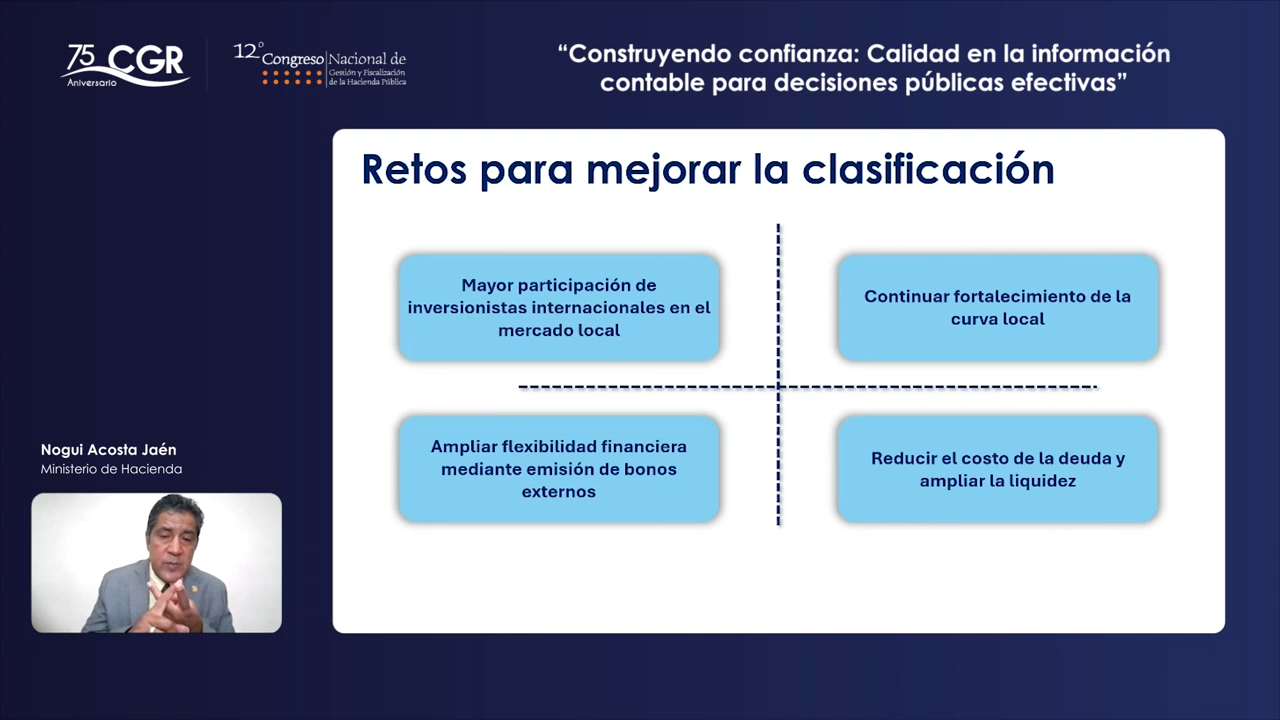 75 CGR
Aniversario
12° Congreso Nacional de
Gestión y Fiscalización
de la Hacienda Pública
“Construyendo confianza: Calidad en la información
contable para decisiones públicas efectivas”
Retos para mejorar la clasificación
Mayor participación de
inversionistas internacionales en el
mercado local
Continuar fortalecimiento de la
curva local
Ampliar flexibilidad financiera
mediante emisión de bonos
externos
Reducir el costo de la deuda y
ampliar la liquidez
Nogui Acosta Jaén
Ministerio de Hacienda